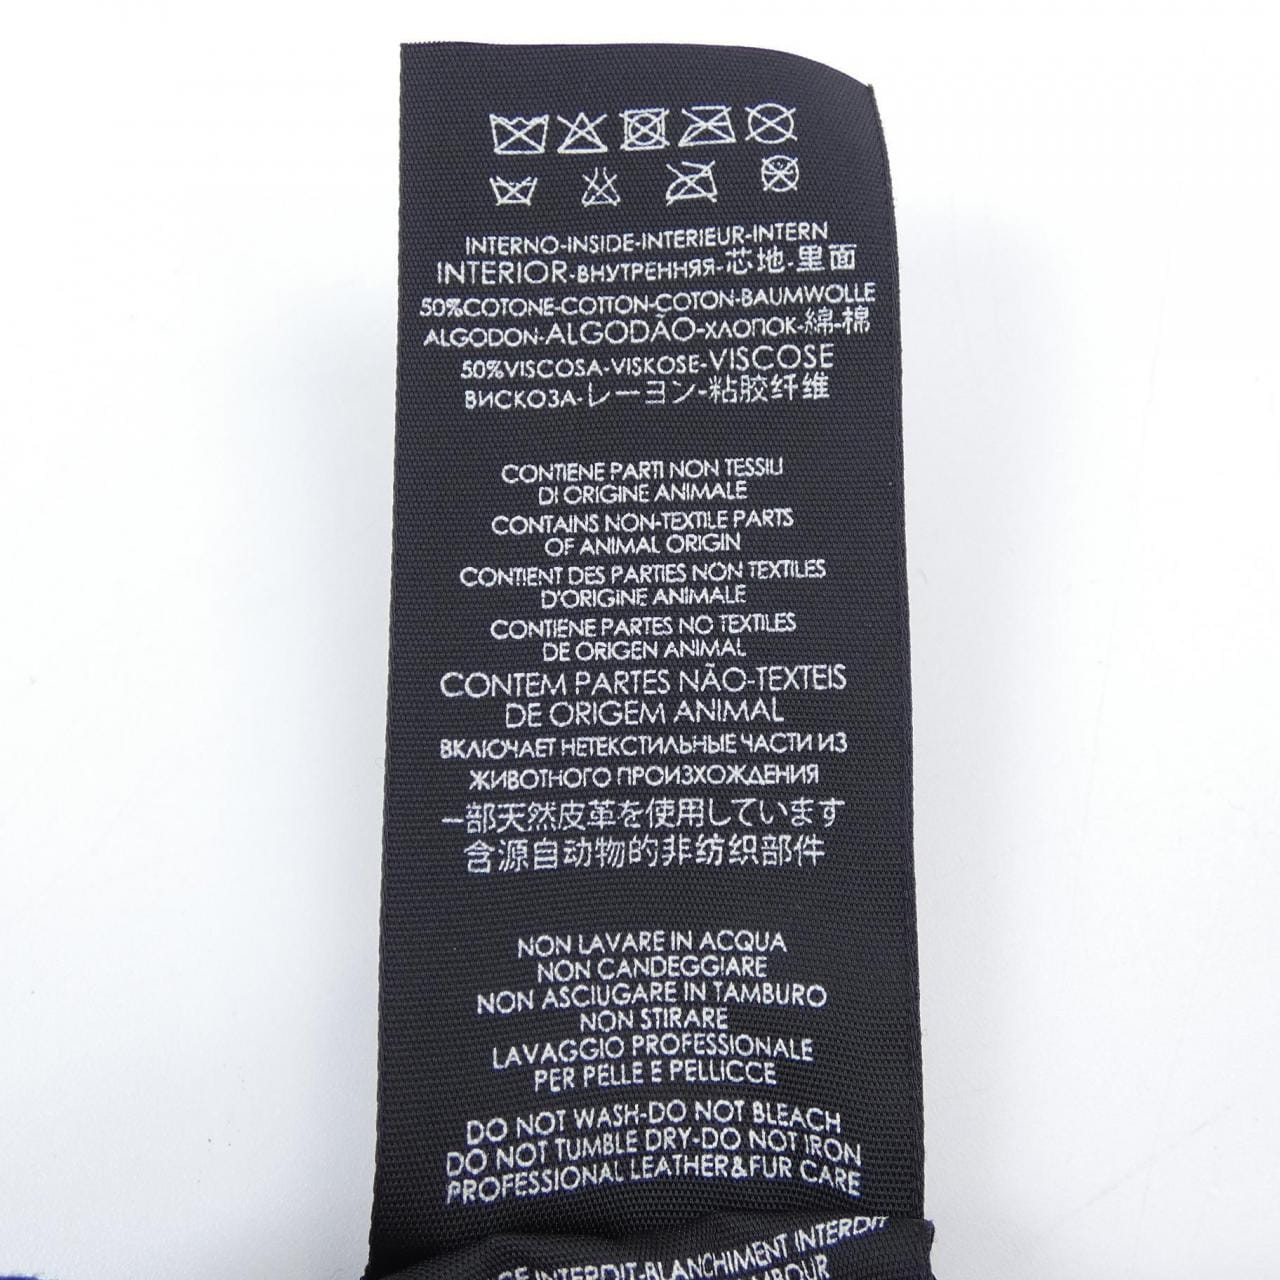 INTERNO-INSIDE-INTERIEUR-INTERN
INTERIOR-ВНУТРЕННЯЯ-芯地-里面
50%COTONE-COTTON-COTON-BAUMWOLLE
ALGODON-ALGODÃO-ХЛОПОК-綿-棉
50%VISCOSA-VISKOSE-VISCOSE
ВИСКОЗА-レーヨン-粘胶纤维
CONTIENE PARTI NON TESSILI
DI ORIGINE ANIMALE
CONTAINS NON-TEXTILE PARTS
OF ANIMAL ORIGIN
CONTIENT DES PARTIES NON TEXTILES
D'ORIGINE ANIMALE
CONTIENE PARTES NO TEXTILES
DE ORIGEN ANIMAL
CONTEM PARTES NÃO-TEXTEIS
DE ORIGEM ANIMAL
ВКЛЮЧАЕТ НЕТЕКСТИЛЬНЫЕ ЧАСТИ ИЗ
ЖИВОТНОГО ПРОИЗХОЖДЕНИЯ
一部天然皮革を使用しています
含源自动物的非纺织部件
NON LAVARE IN ACQUA
NON CANDEGGIARE
NON ASCIUGARE IN TAMBURO
NON STIRARE
LAVAGGIO PROFESSIONALE
PER PELLE E PELLICCE
DO NOT WASH-DO NOT BLEACH
DO NOT TUMBLE DRY-DO NOT IRON
PROFESSIONAL LEATHER&FUR CARE
INTERDIT-BLANCHIMENT INTERDIT